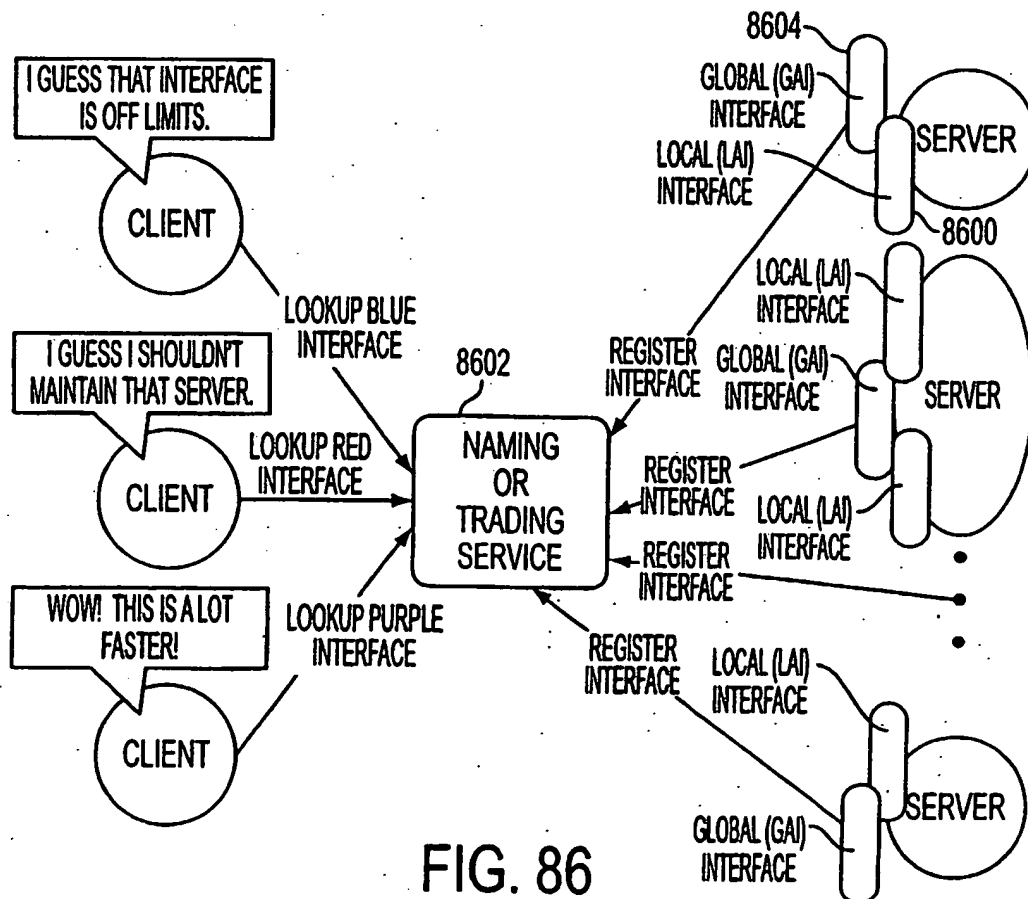 I GUESS THAT INTERFACE
IS OFF LIMITS.
CLIENT
LOOKUP BLUE
INTERFACE
I GUESS I SHOULDN'T
MAINTAIN THAT SERVER.
CLIENT
LOOKUP RED
INTERFACE
WOW! THIS IS A LOT
FASTER!
CLIENT
LOOKUP PURPLE
INTERFACE
8602
NAMING
OR
TRADING
SERVICE
8604
GLOBAL (GAI)
INTERFACE
LOCAL (LAI)
INTERFACE
SERVER
8600
REGISTER
INTERFACE
LOCAL (LAI)
INTERFACE
GLOBAL (GAI)
INTERFACE
SERVER
REGISTER
INTERFACE
LOCAL (LAI)
INTERFACE
REGISTER
INTERFACE
REGISTER
INTERFACE
LOCAL (LAI)
INTERFACE
SERVER
GLOBAL (GAI)
INTERFACE
FIG. 86